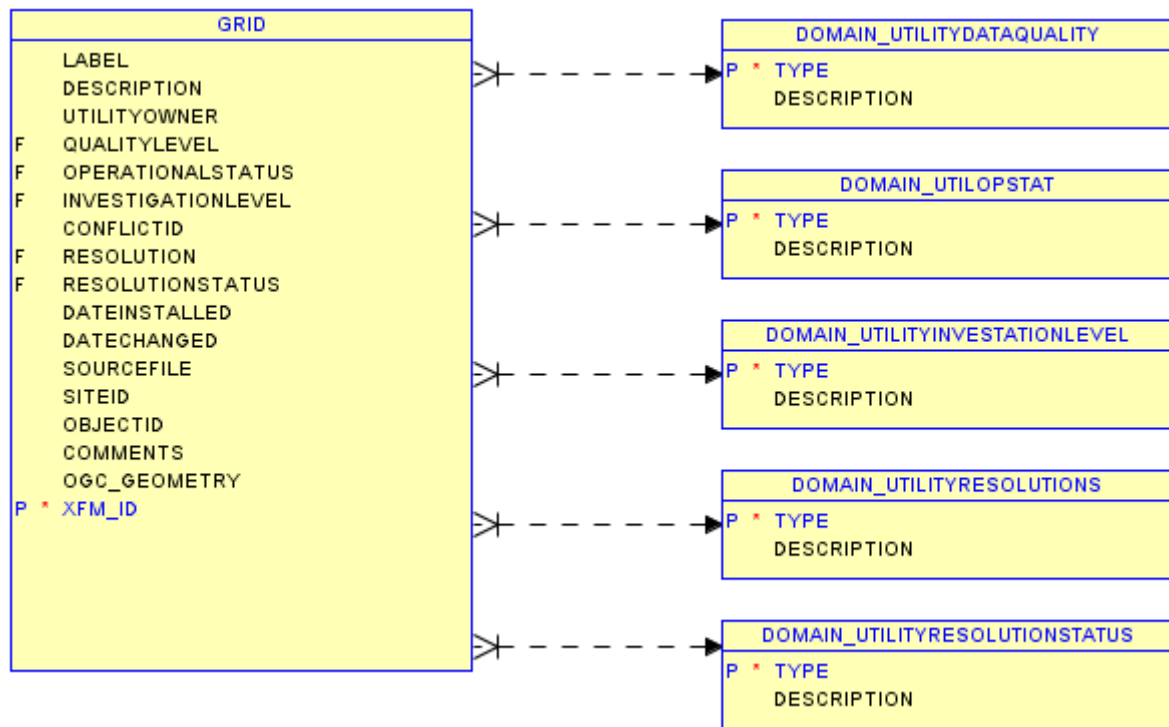 GRID
LABEL
DESCRIPTION
UTILITYOWNER
F QUALITYLEVEL
F OPERATIONALSTATUS
F INVESTIGATIONLEVEL
CONFLICTID
F RESOLUTION
F RESOLUTIONSTATUS
DATEINSTALLED
DATECHANGED
SOURCEFILE
SITEID
OBJECTID
COMMENTS
OGC_GEOMETRY
P * XFM_ID
DOMAIN_UTILITYDATAQUALITY
P * TYPE
DESCRIPTION
DOMAIN_UTILOPSTAT
P * TYPE
DESCRIPTION
DOMAIN_UTILITYINVESTATIONLEVEL
P * TYPE
DESCRIPTION
DOMAIN_UTILITYRESOLUTIONS
P * TYPE
DESCRIPTION
DOMAIN_UTILITYRESOLUTIONSTATUS
P * TYPE
DESCRIPTION